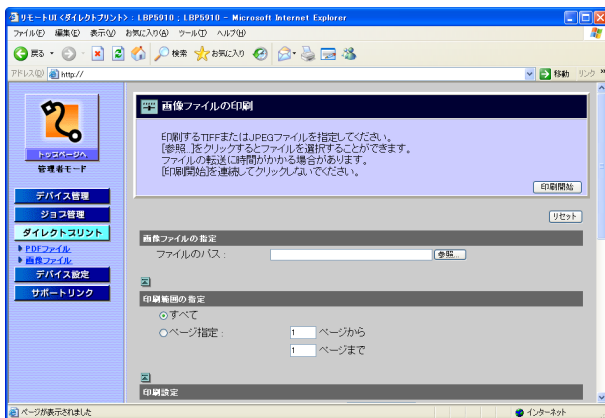 リモートUI <ダイレクトプリント> : LBP5910 ; LBP5910 - Microsoft Internet Explorer
ファイル(F) 編集(E) 表示(V) お気に入り(A) ツール(T) ヘルプ(H)
戻る 検索 お気に入り
アドレス(D) http:// 移動 リンク »
トップページへ
管理者モード
デバイス管理
ジョブ管理
ダイレクトプリント
PDFファイル
画像ファイル
デバイス設定
サポートリンク
画像ファイルの印刷
印刷するTIFFまたはJPEGファイルを指定してください。
[参照...]をクリックするとファイルを選択することができます。
ファイルの転送に時間がかかる場合があります。
[印刷開始]を連続してクリックしないでください。
印刷開始
リセット
画像ファイルの指定
ファイルのパス : 参照...
印刷範囲の指定
すべて
ページ指定 : 1 ページから
1 ページまで
印刷設定
ページが表示されました インターネット